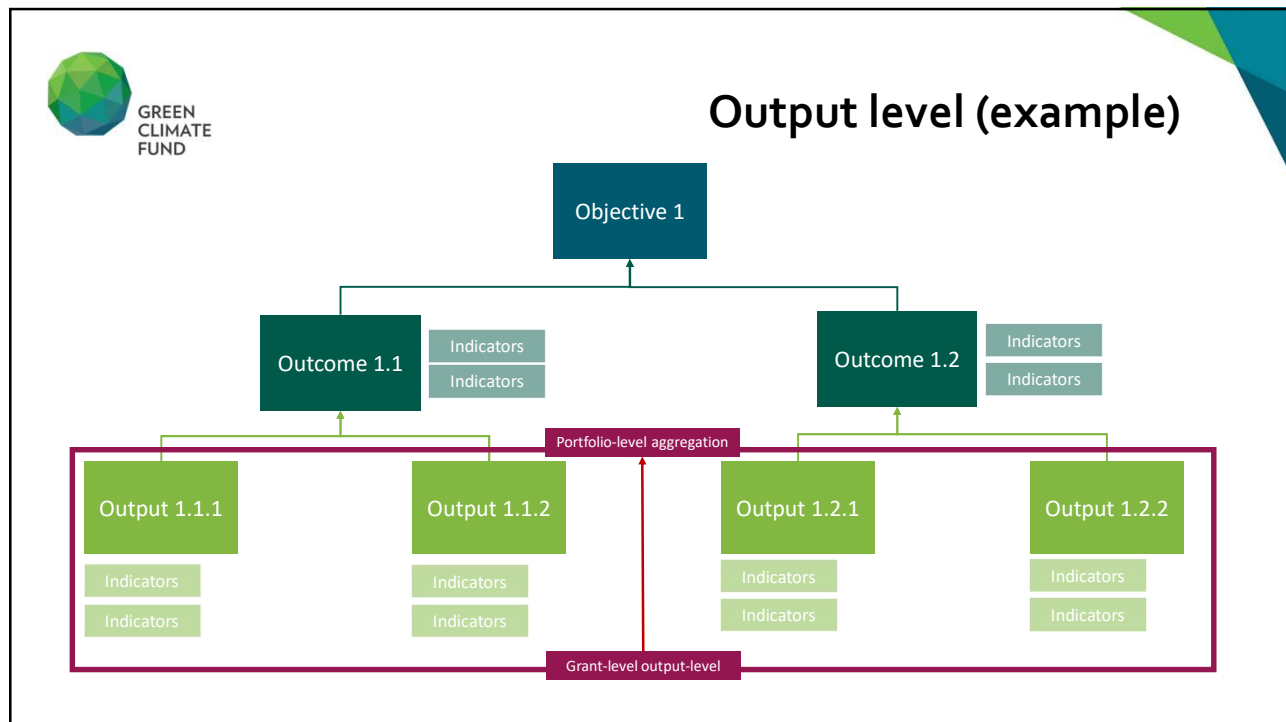 GREEN
CLIMATE
FUND
Output level (example)
Objective 1
Outcome 1.1
Indicators
Indicators
Outcome 1.2
Indicators
Indicators
Portfolio-level aggregation
Output 1.1.1
Output 1.1.2
Output 1.2.1
Output 1.2.2
Indicators
Indicators
Indicators
Indicators
Indicators
Indicators
Indicators
Indicators
Grant-level output-level